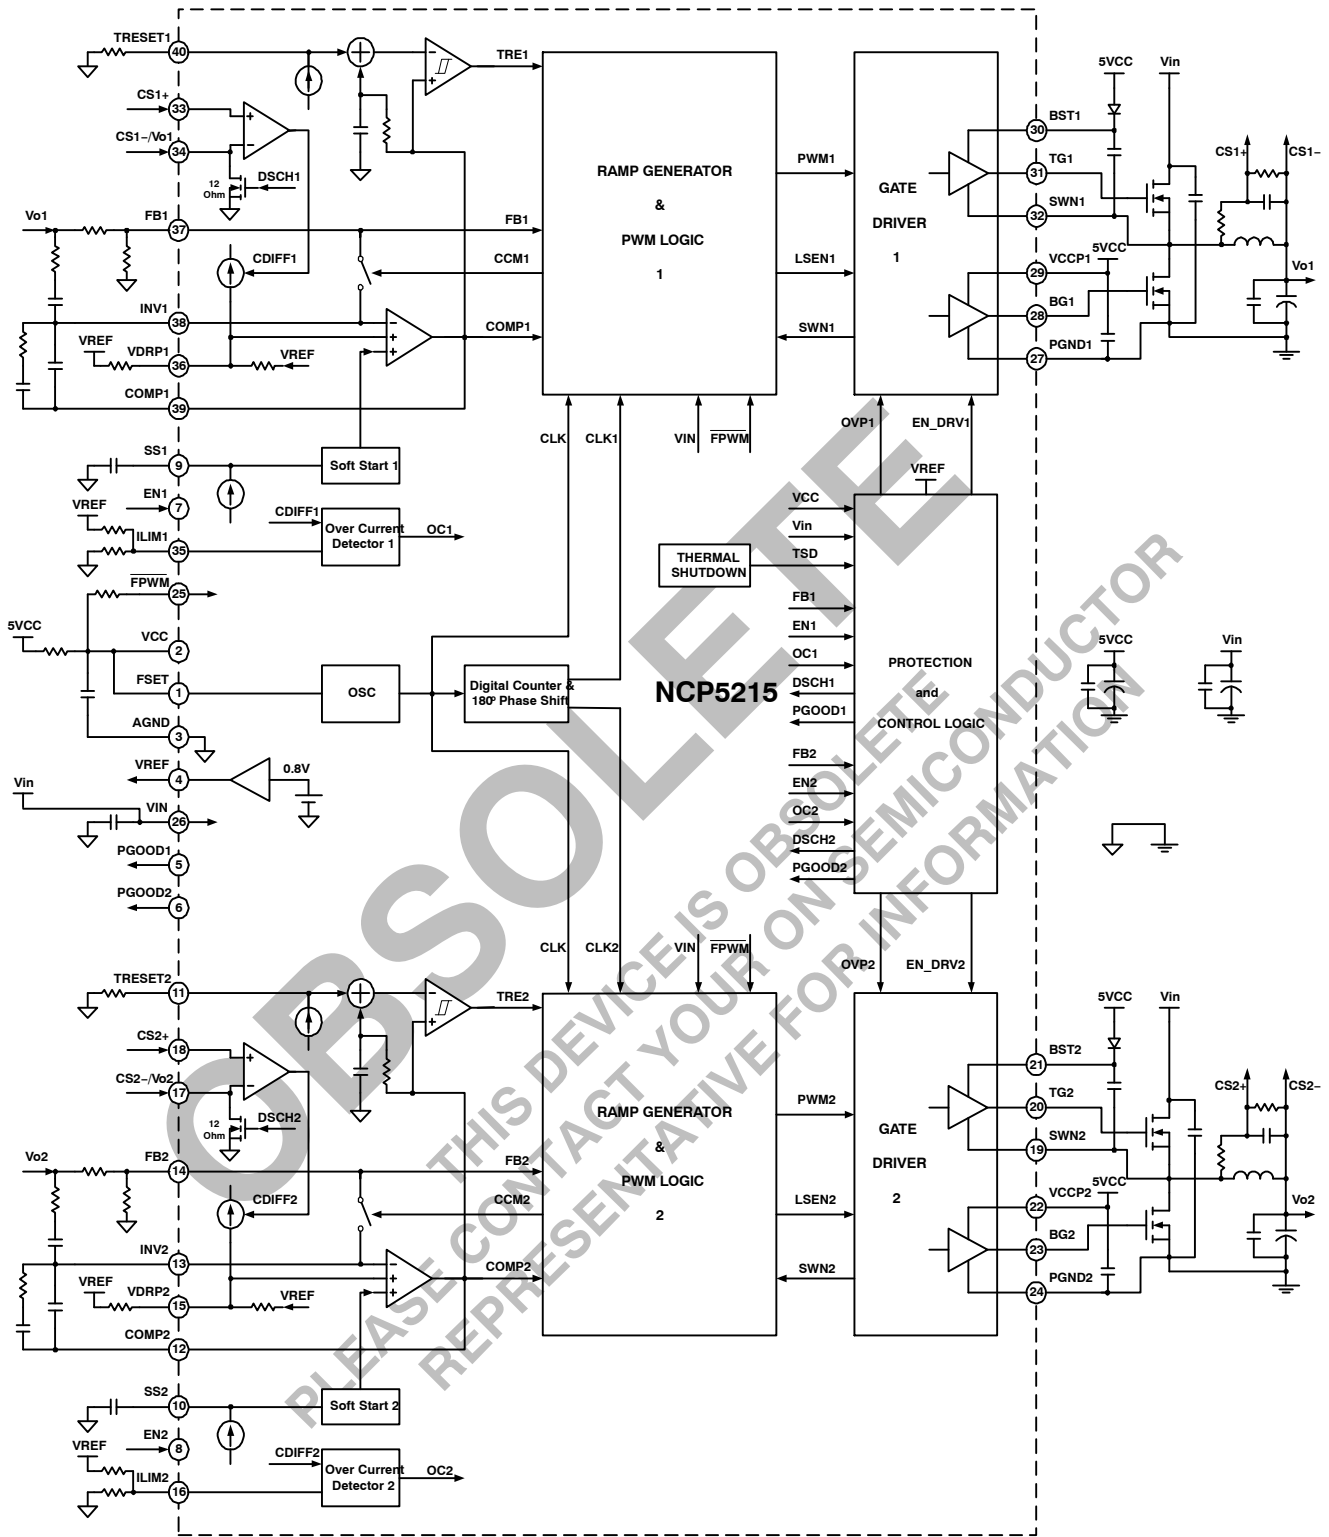 TRESET1
40
TRE1
CS1+
33
CS1−/Vo1
34
12
Ohm
DSCH1
Vo1
FB1
37
FB1
CDIFF1
CCM1
INV1
38
COMP1
VREF
VDRP1
36
VREF
COMP1
39
RAMP GENERATOR
&
PWM LOGIC
1
PWM1
LSEN1
SWN1
GATE
DRIVER
1
5VCC
Vin
BST1
30
TG1
31
SWN1
32
CS1+
CS1−
5VCC
VCCP1
29
BG1
28
PGND1
27
Vo1
SS1
9
Soft Start 1
EN1
7
VREF
ILIM1
35
CDIFF1
Over Current
Detector 1
OC1
CLK
CLK1
VIN
FPWM
OVP1
EN_DRV1
VREF
FPWM
25
5VCC
VCC
2
FSET
1
OSC
Digital Counter &
180º Phase Shift
AGND
3
VREF
4
0.8V
Vin
VIN
26
PGOOD1
5
PGOOD2
6
THERMAL
SHUTDOWN
VCC
Vin
TSD
FB1
EN1
OC1
DSCH1
PGOOD1
FB2
EN2
OC2
DSCH2
PGOOD2
NCP5215
PROTECTION
and
CONTROL LOGIC
5VCC
Vin
CLK
CLK2
VIN
FPWM
OVP2
EN_DRV2
TRESET2
11
TRE2
CS2+
18
CS2−/Vo2
17
12
Ohm
DSCH2
Vo2
FB2
14
FB2
CDIFF2
CCM2
INV2
13
COMP2
VREF
VDRP2
15
VREF
COMP2
12
RAMP GENERATOR
&
PWM LOGIC
2
PWM2
LSEN2
SWN2
GATE
DRIVER
2
5VCC
Vin
BST2
21
TG2
20
SWN2
19
CS2+
CS2−
5VCC
VCCP2
22
BG2
23
PGND2
24
Vo2
SS2
10
Soft Start 2
EN2
8
VREF
ILIM2
16
CDIFF2
Over Current
Detector 2
OC2
OBSOLETE
THIS DEVICE IS OBSOLETE
PLEASE CONTACT YOUR ON SEMICONDUCTOR
REPRESENTATIVE FOR INFORMATION